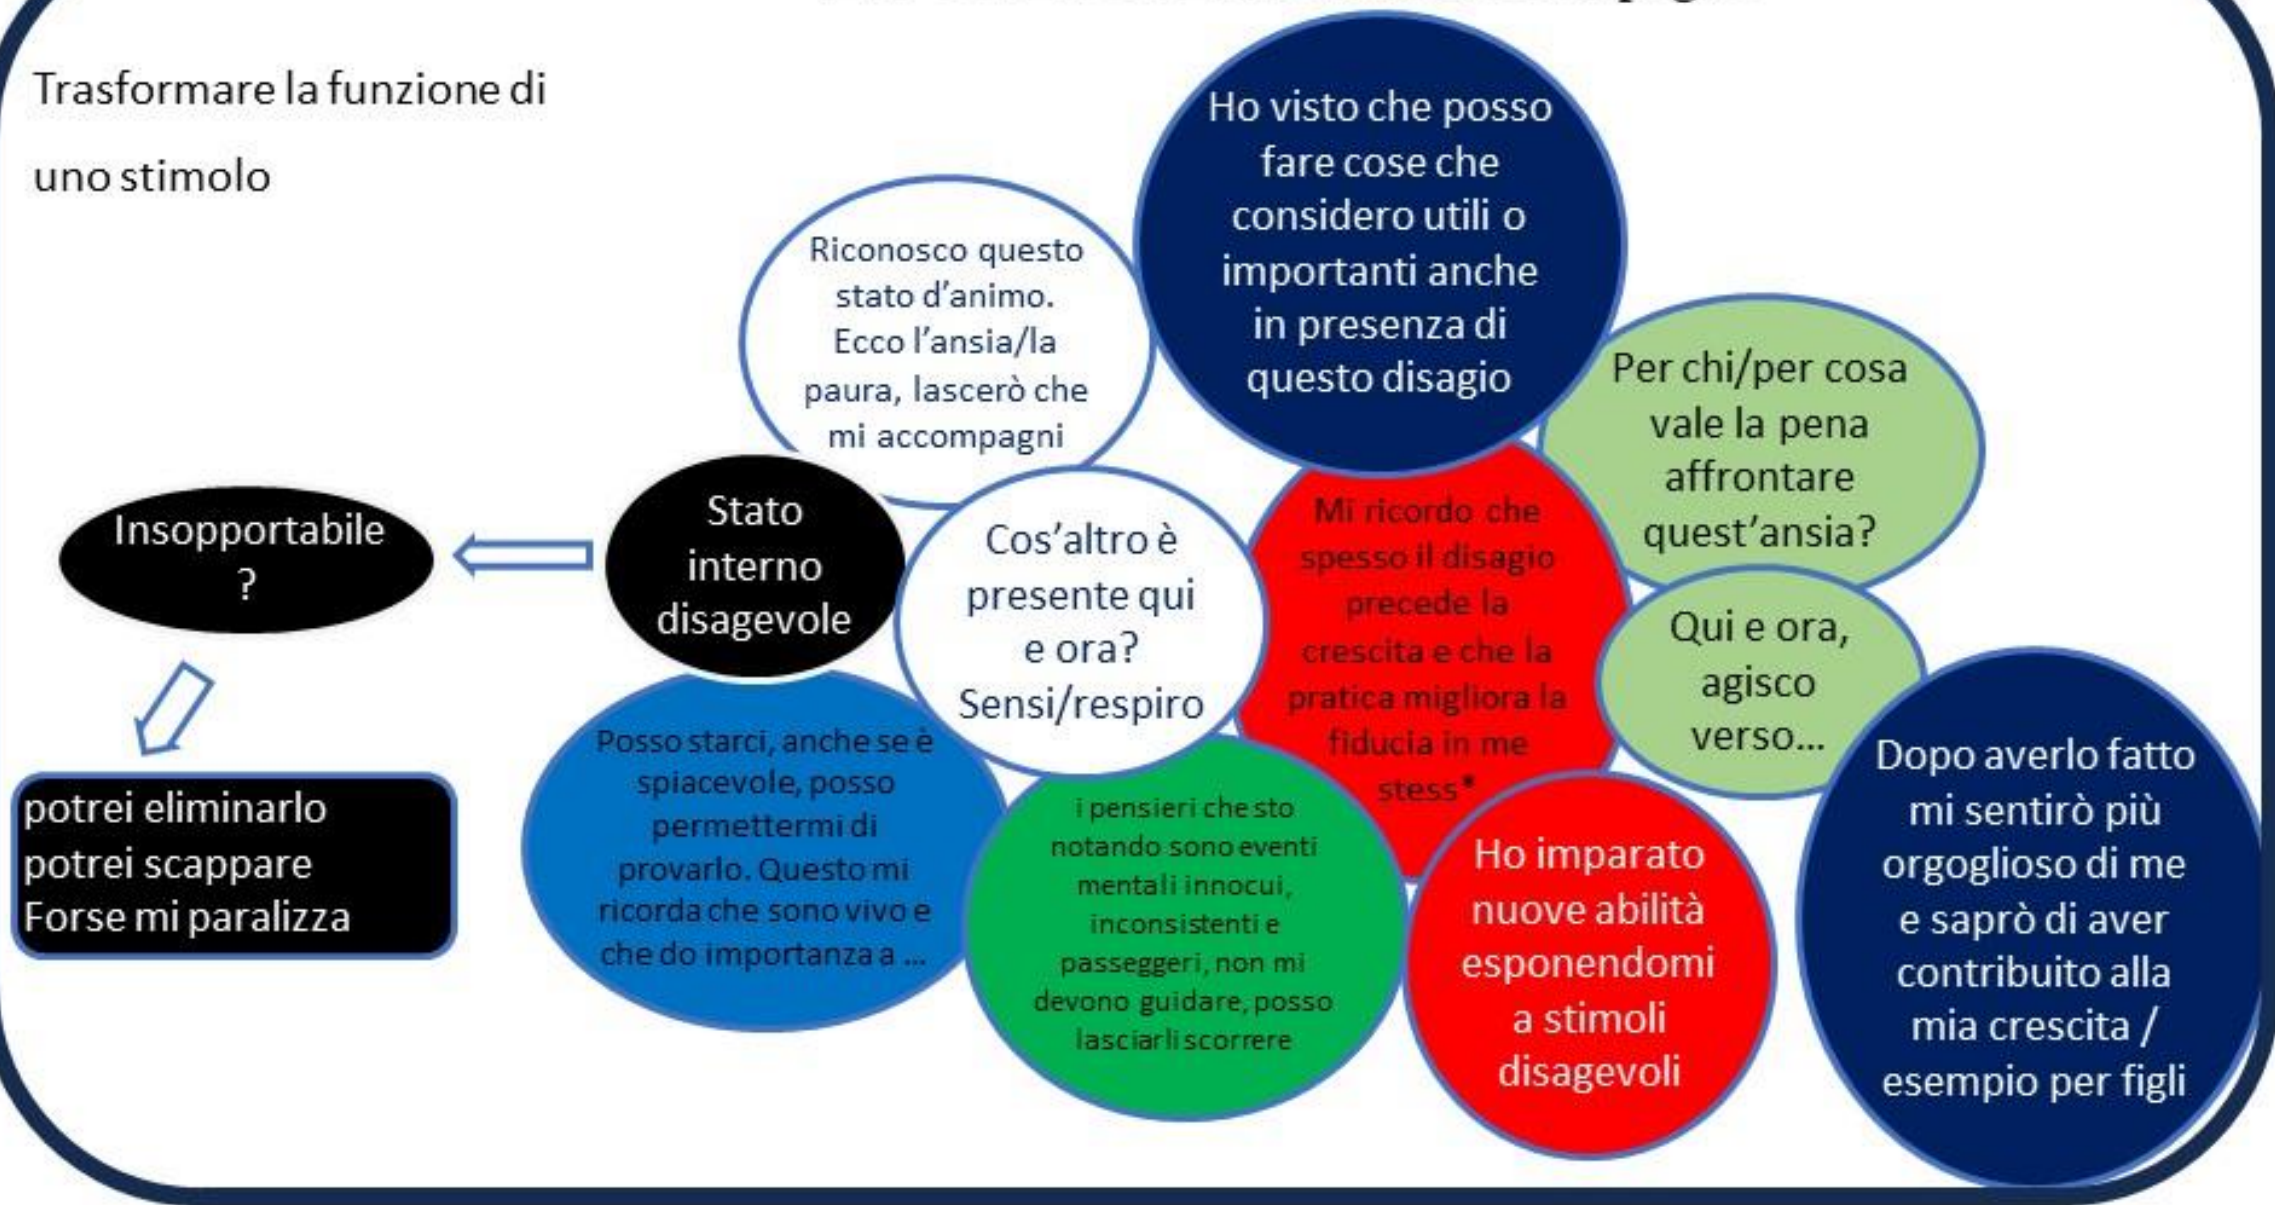 Trasformare la funzione di
uno stimolo
Ho visto che posso
fare cose che
considero utili o
importanti anche
in presenza di
questo disagio
Riconosco questo
stato d'animo.
Ecco l'ansia/la
paura, lascerò che
mi accompagni
Per chi/per cosa
vale la pena
affrontare
quest'ansia?
Insopportabile
?
Stato
interno
disagevole
Cos'altro è
presente qui
e ora?
Sensi/respiro
Mi ricordo che
spesso il disagio
precede la
crescita e che la
pratica migliora la
fiducia in me
stess*
Qui e ora,
agisco
verso...
potrei eliminarlo
potrei scappare
Forse mi paralizza
Posso starci, anche se è
spiacevole, posso
permettermi di
provarlo. Questo mi
ricorda che sono vivo e
che do importanza a ...
i pensieri che sto
notando sono eventi
mentali innocui,
inconsistenti e
passeggeri, non mi
devono guidare, posso
lasciarli scorrere
Ho imparato
nuove abilità
esponendomi
a stimoli
disagevoli
Dopo averlo fatto
mi sentirò più
orgoglioso di me
e saprò di aver
contribuito alla
mia crescita /
esempio per figli